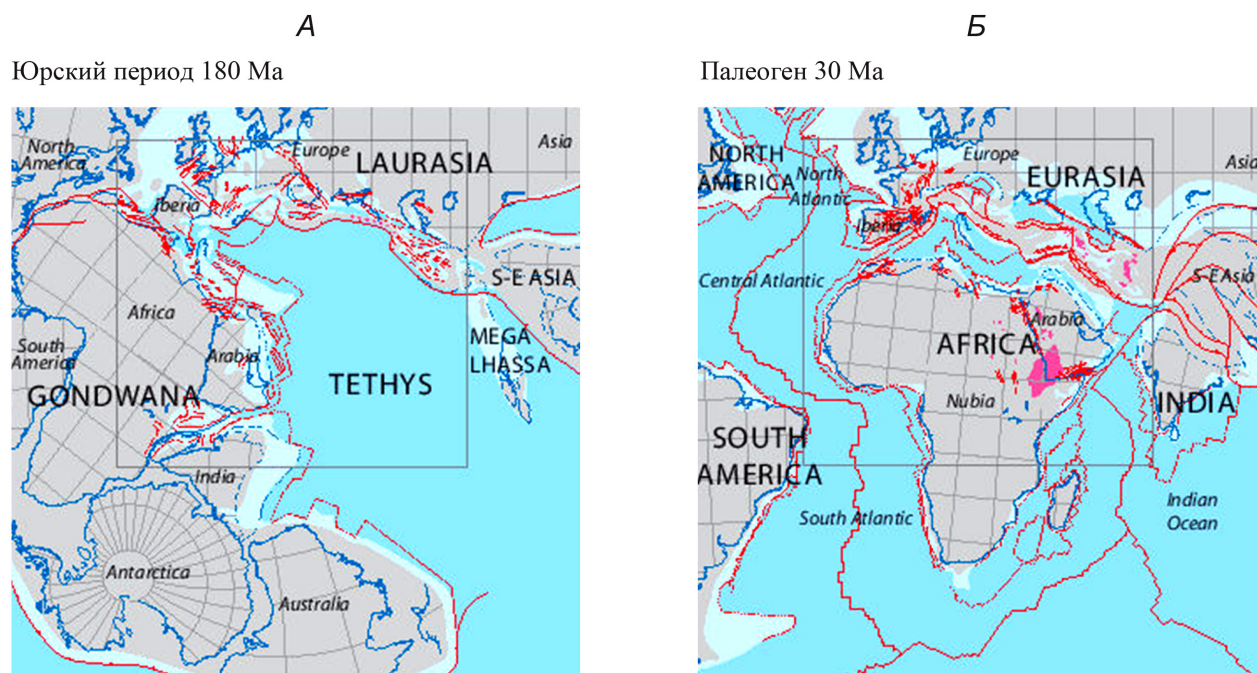 А
Юрский период 180 Ma
North
America
Europe
LAURASIA
Asia
Iberia
S-E ASIA
Africa
MEGA
LHASSA
South
America
Arabia
TETHYS
GONDWANA
India
Antarctica
Australia
Б
Палеоген 30 Ma
NORTH
AMERICA
North
Atlantic
Europe
EURASIA
Asia
Iberia
Central Atlantic
S-E Asia
Arabia
AFRICA
Nubia
INDIA
SOUTH
AMERICA
South Atlantic
Indian
Ocean